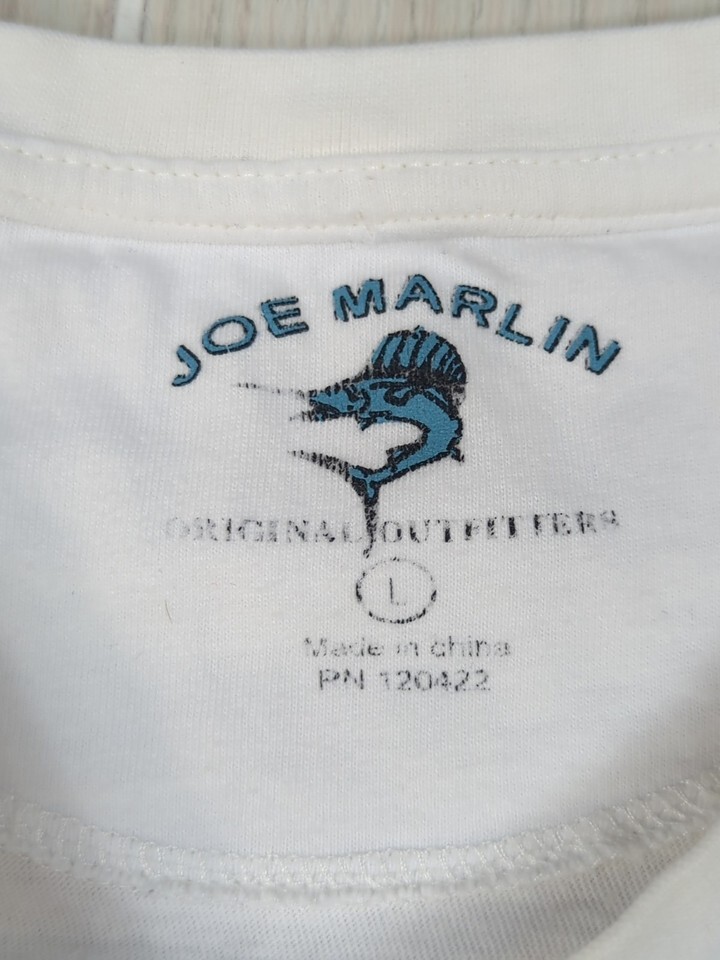 JOE MARLIN
ORIGINAL OUTFITTERS
L
Made in china
PN 120422